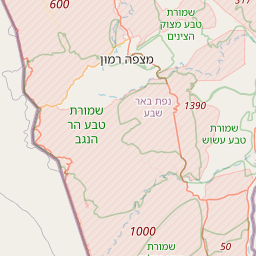 600
שמורת
טבע מצוק
הצינים
מצפה רמון
נפת באר
שבע
1390
שמורת
טבע הר
הנגב
שמורת
טבע עשוש
1000
שמורת
50